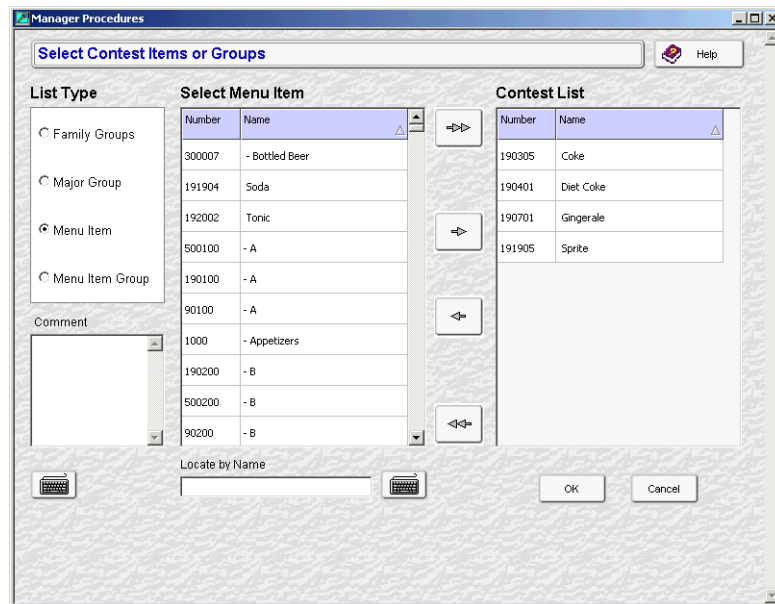 Manager Procedures
Select Contest Items or Groups
Help
List Type
Select Menu Item
Contest List
Family Groups
Major Group
Menu Item
Menu Item Group
Comment
Number Name
300007 - Bottled Beer
191904 Soda
192002 Tonic
500100 - A
190100 - A
90100 - A
1000 - Appetizers
190200 - B
500200 - B
90200 - B
Locate by Name
Number Name
190305 Coke
190401 Diet Coke
190701 Gingerale
191905 Sprite
OK
Cancel